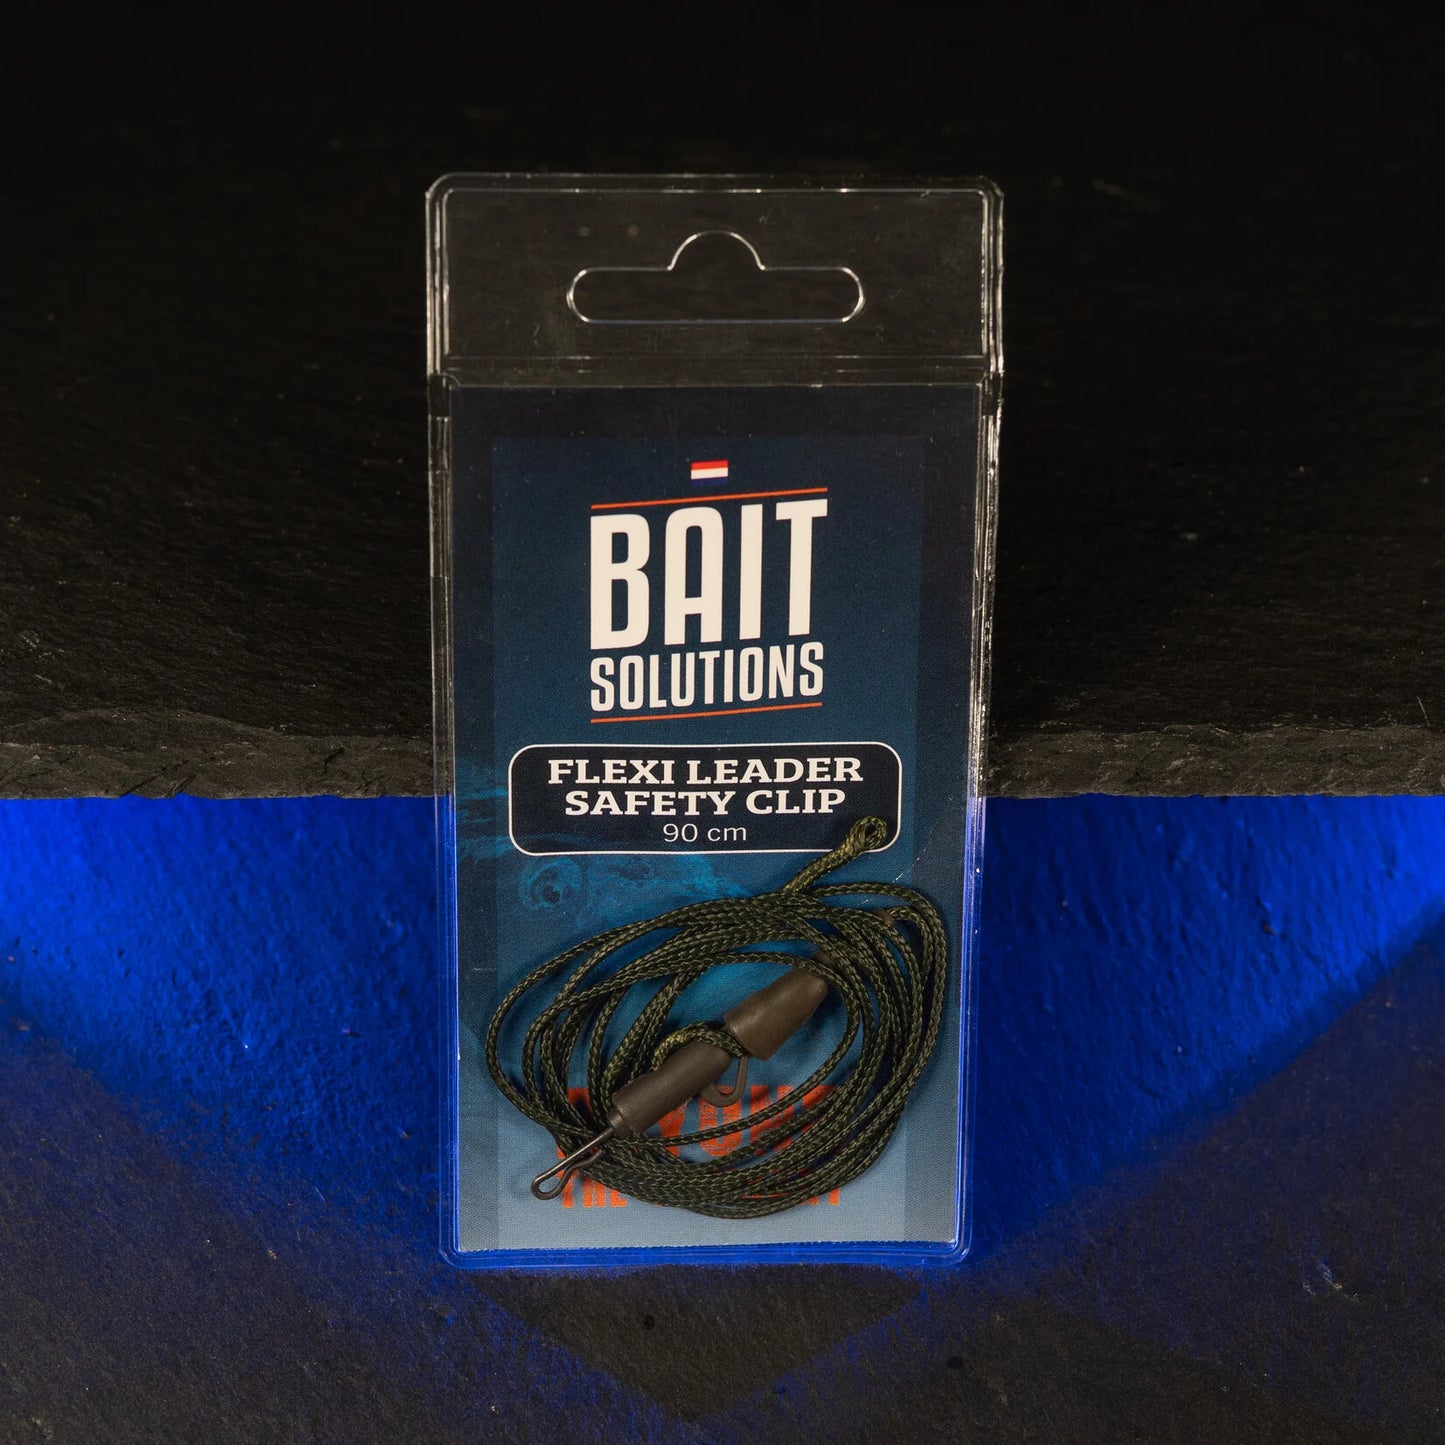 BAIT
SOLUTIONS
FLEXI LEADER
SAFETY CLIP
90 cm